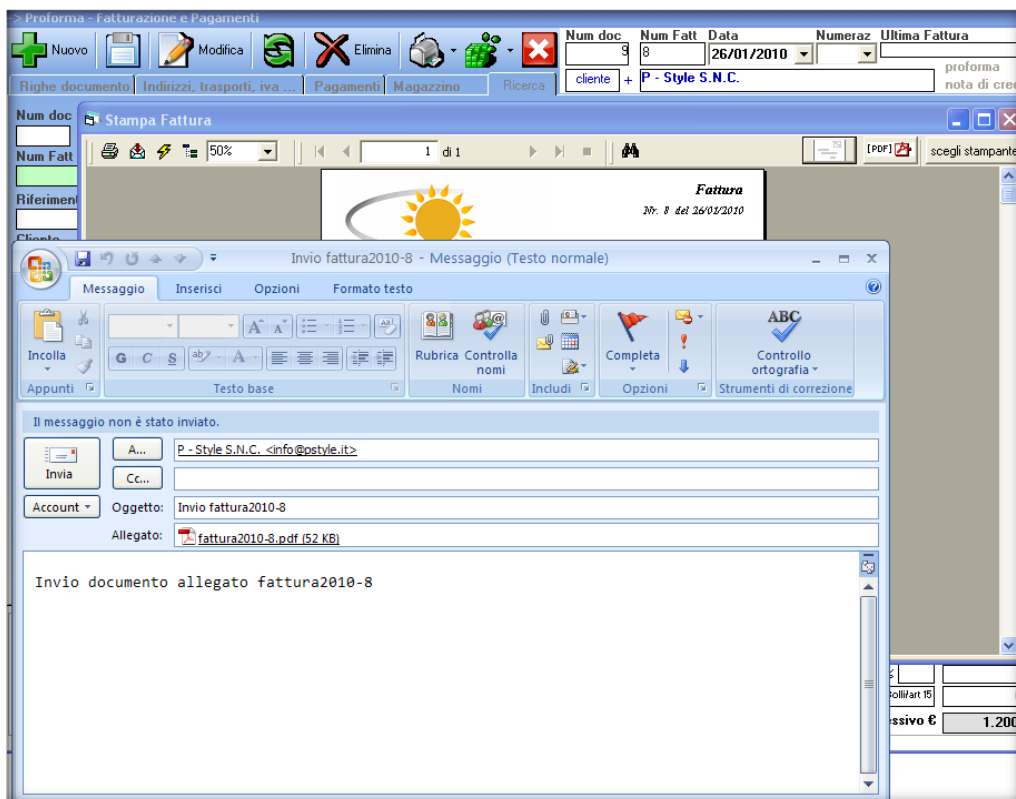 -> Proforma - Fatturazione e Pagamenti
Nuovo Modifica Elimina
Num doc Num Fatt Data Numeraz Ultima Fattura
9 8 26/01/2010
cliente + P - Style S.N.C.
proforma
nota di cre
Righe documento Indirizzi, trasporti, iva ... Pagamenti Magazzino Ricerca
Num doc
Num Fatt
Riferimen
Cliente
Stampa Fattura
50% 1 di 1 [PDF] scegli stampante
Fattura
Nr. 8 del 26/01/2010
Invio fattura2010-8 - Messaggio (Testo normale)
Messaggio Inserisci Opzioni Formato testo
Incolla
G C S
Rubrica Controlla nomi
Completa
ABC
Controllo ortografia
Appunti Testo base Nomi Includi Opzioni Strumenti di correzione
Il messaggio non è stato inviato.
Invia
A... P - Style S.N.C. <info@pstyle.it>
Cc...
Account Oggetto: Invio fattura2010-8
Allegato: fattura2010-8.pdf (52 KB)
Invio documento allegato fattura2010-8
olli/art 15
ssivo € 1.200